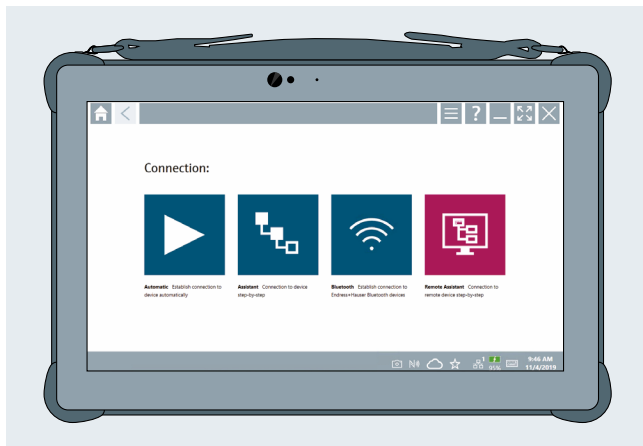 ?
Connection:
Automatic Establish connection to
device automatically
Assistant Connection to device
step-by-step
Bluetooth Establish connection to
Endress+Hauser Bluetooth devices
Remote Assistant Connection to
remote device step-by-step
N
1
95%
9:46 AM
11/4/2019